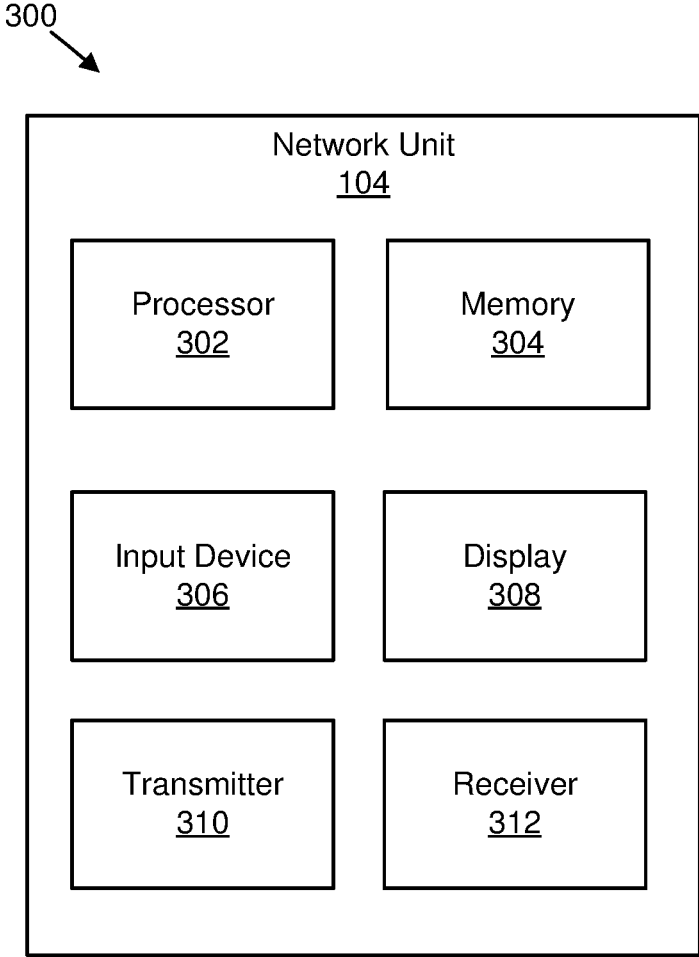 300
Network Unit
104
Processor
302
Memory
304
Input Device
306
Display
308
Transmitter
310
Receiver
312